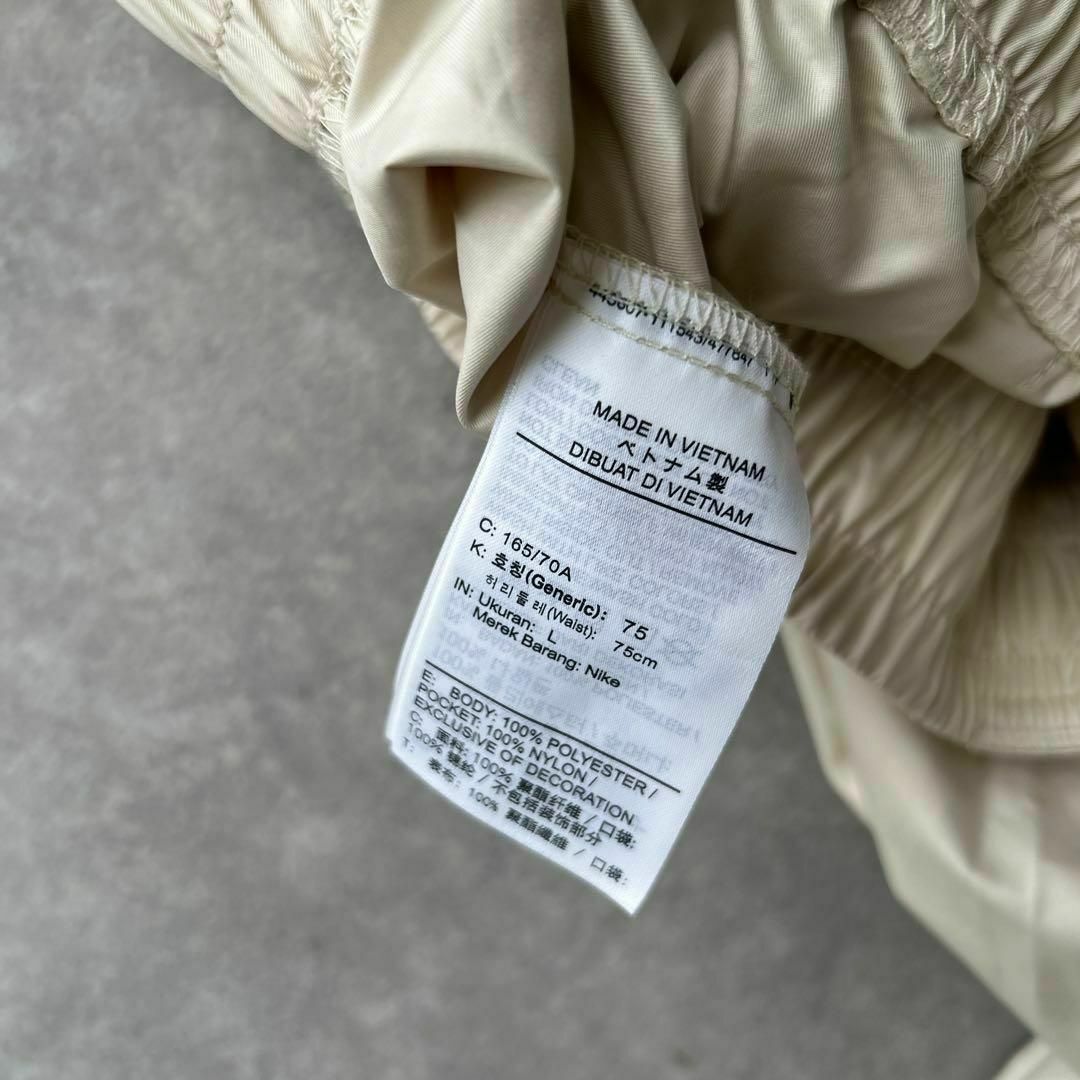 MADE IN VIETNAM
ベトナム製
DIBUAT DI VIETNAM
C: 165/70A
K: 호칭(Generic): 75
허리둘레(Waist): 75cm
IN: Ukuran: L
Merek Barang: Nike
E: BODY: 100% POLYESTER /
POCKET: 100% NYLON /
EXCLUSIVE OF DECORATION
C: 面料: 100% 聚酯纤维 / 口袋:
100% 锦纶 / 不包括装饰部分
T: 表布: 100% 聚酯纖維 / 口袋: